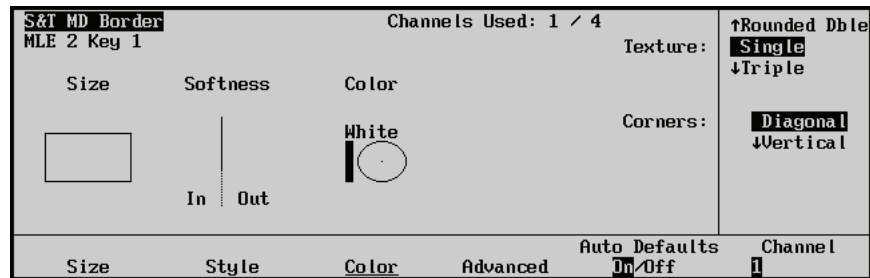 S&T MD Border
Channels Used: 1 / 4
↑Rounded Dble
MLE 2 Key 1
Texture:
Single
↓Triple
Size
Softness
Color
Corners:
Diagonal
↓Vertical
White
In
Out
Size
Style
Color
Advanced
Auto Defaults
On/Off
Channel
1